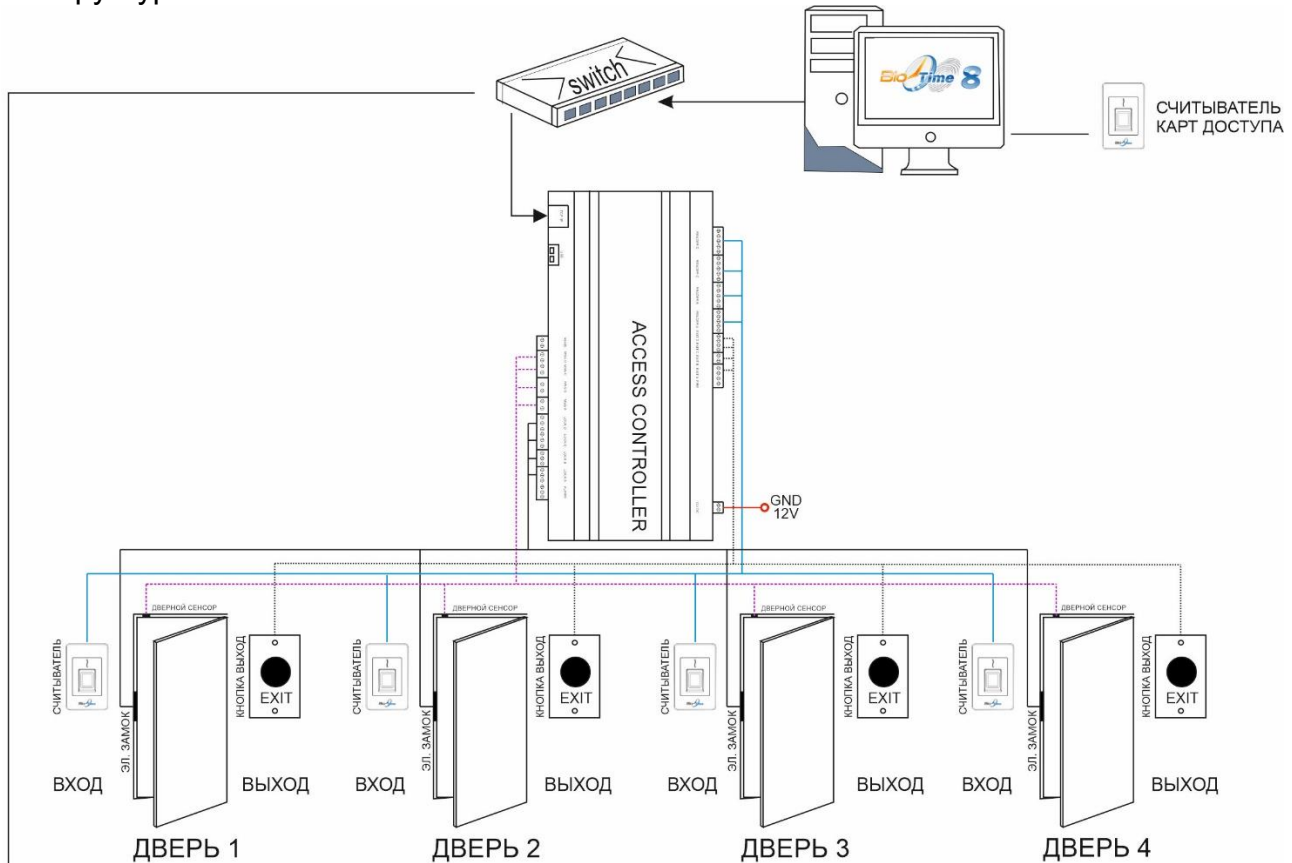 switch
Bio Time 8
СЧИТЫВАТЕЛЬ
КАРТ ДОСТУПА
ACCESS CONTROLLER
GND
12V
ДВЕРНОЙ СЕНСОР
СЧИТЫВАТЕЛЬ
ЭЛ. ЗАМОК
КНОПКА ВЫХОД
EXIT
ВХОД
ВЫХОД
ДВЕРЬ 1
ДВЕРНОЙ СЕНСОР
СЧИТЫВАТЕЛЬ
ЭЛ. ЗАМОК
КНОПКА ВЫХОД
EXIT
ВХОД
ВЫХОД
ДВЕРЬ 2
ДВЕРНОЙ СЕНСОР
СЧИТЫВАТЕЛЬ
ЭЛ. ЗАМОК
КНОПКА ВЫХОД
EXIT
ВХОД
ВЫХОД
ДВЕРЬ 3
ДВЕРНОЙ СЕНСОР
СЧИТЫВАТЕЛЬ
ЭЛ. ЗАМОК
КНОПКА ВЫХОД
EXIT
ВХОД
ВЫХОД
ДВЕРЬ 4